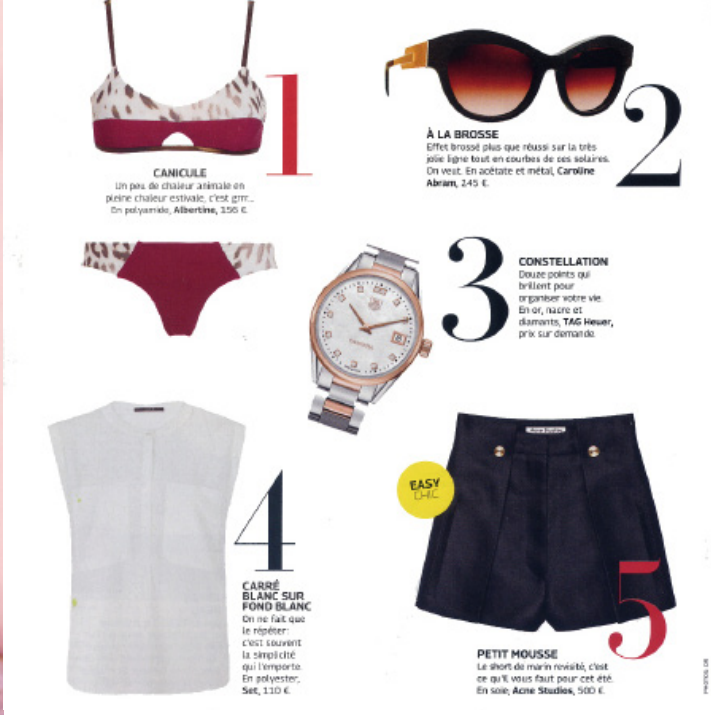 1
CANICULE
Un peu de chaleur animale en
pleine chaleur estivale, c'est grrr...
En polyamide, Albertine, 156 €.
2
À LA BROSSE
Effet brossé plus que réussi sur la très
jolie ligne tout en courbes de ces solaires.
On veut. En acétate et métal, Caroline
Abram, 245 €.
3
CONSTELLATION
Douze points qui
brillent pour
organiser votre vie.
En or, nacre et
diamants, TAG Heuer,
prix sur demande.
4
CARRÉ
BLANC SUR
FOND BLANC
On ne fait que
le répéter:
c'est souvent
la simplicité
qui l'emporte.
En polyester,
Set, 110 €.
Acne Studios
EASY
CHIC
5
PETIT MOUSSE
Le short de marin revisité, c'est
ce qu'il vous faut pour cet été.
En soie, Acne Studios, 500 €.
PHOTOS DR